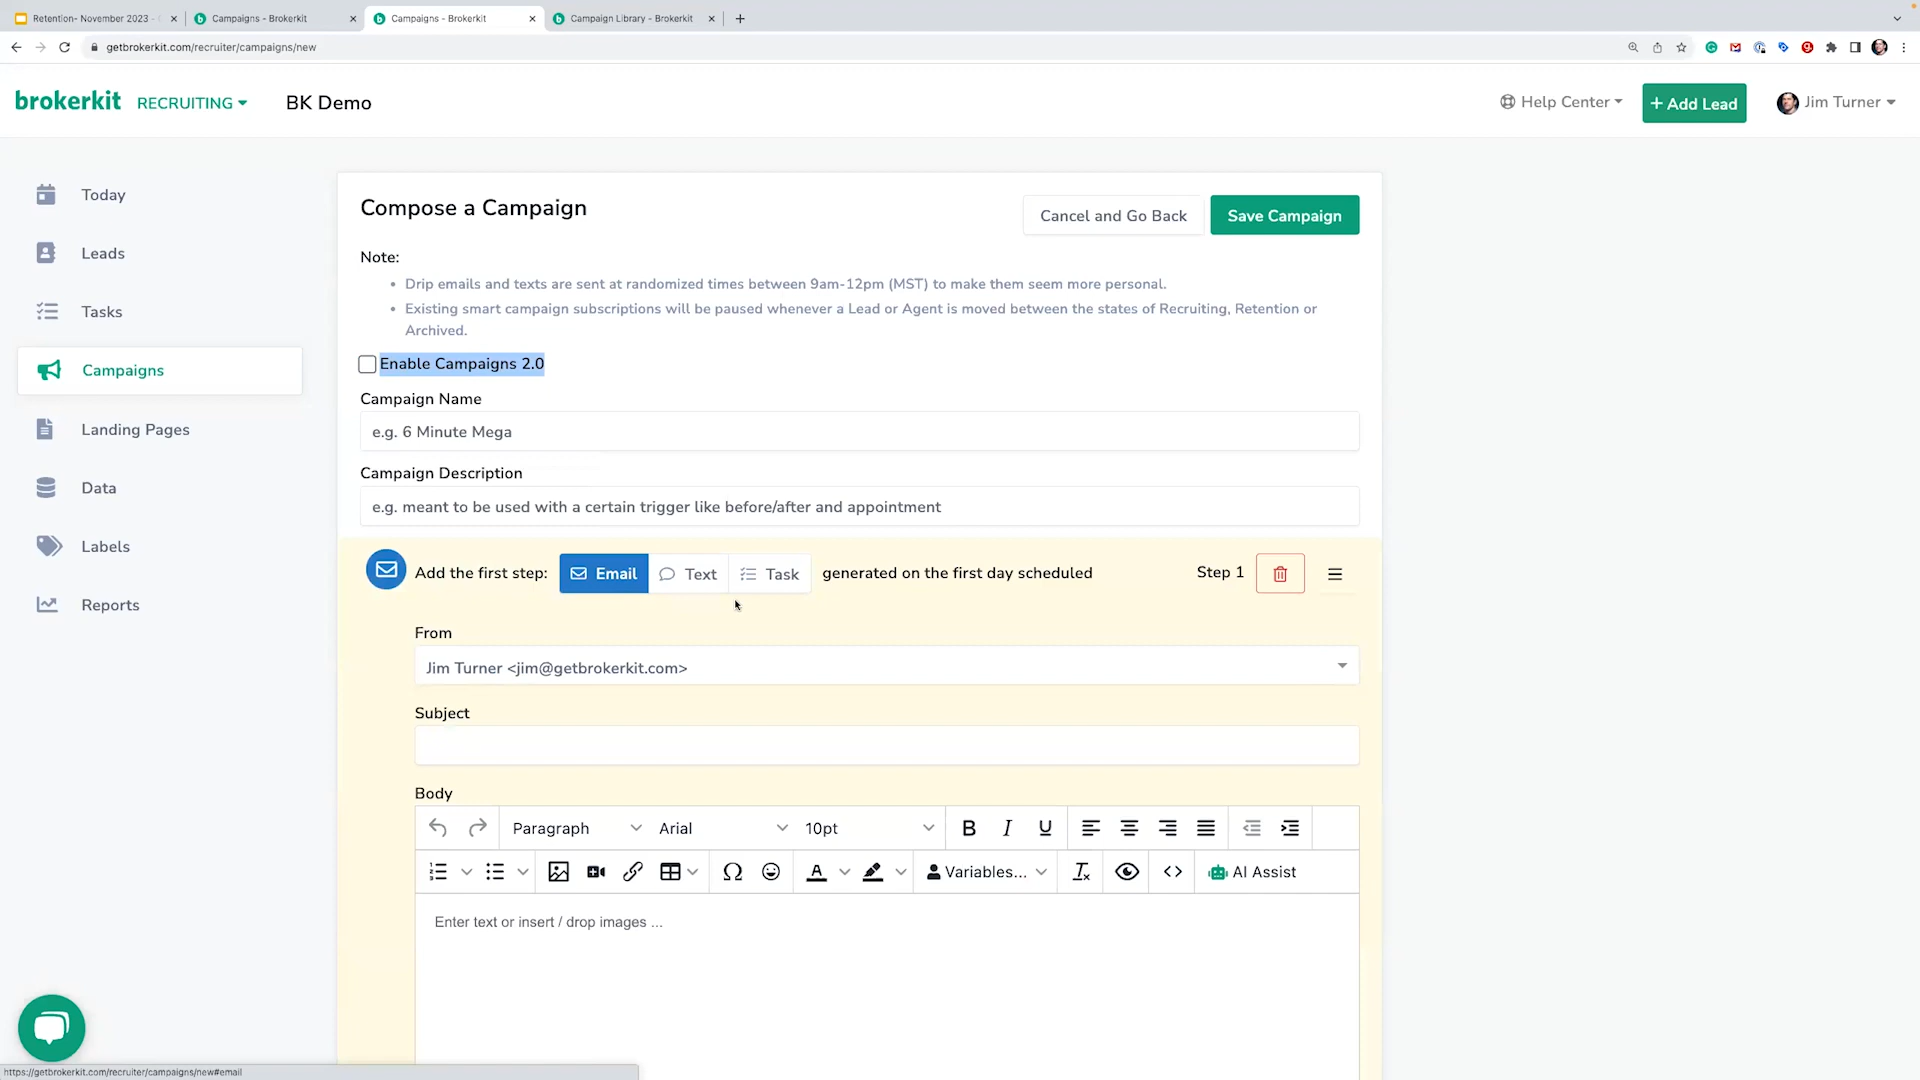 Retention- November 2023 -
Campaigns - Brokerkit
Campaigns - Brokerkit
Campaign Library - Brokerkit
getbrokerkit.com/recruiter/campaigns/new
brokerkit
RECRUITING
BK Demo
Help Center
+ Add Lead
Jim Turner
Today
Leads
Tasks
Campaigns
Landing Pages
Data
Labels
Reports
Compose a Campaign
Cancel and Go Back
Save Campaign
Note:
• Drip emails and texts are sent at randomized times between 9am-12pm (MST) to make them seem more personal.
• Existing smart campaign subscriptions will be paused whenever a Lead or Agent is moved between the states of Recruiting, Retention or
Archived.
Enable Campaigns 2.0
Campaign Name
e.g. 6 Minute Mega
Campaign Description
e.g. meant to be used with a certain trigger like before/after and appointment
Add the first step:
Email
Text
Task
generated on the first day scheduled
Step 1
From
Jim Turner <jim@getbrokerkit.com>
Subject
Body
Paragraph
Arial
10pt
B
I
U
Variables...
AI Assist
Enter text or insert / drop images ...
https://getbrokerkit.com/recruiter/campaigns/new#email